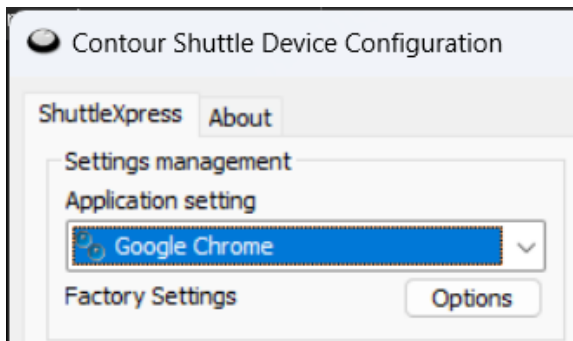 Contour Shuttle Device Configuration
ShuttleXpress
About
Settings management
Application setting
Google Chrome
Factory Settings
Options